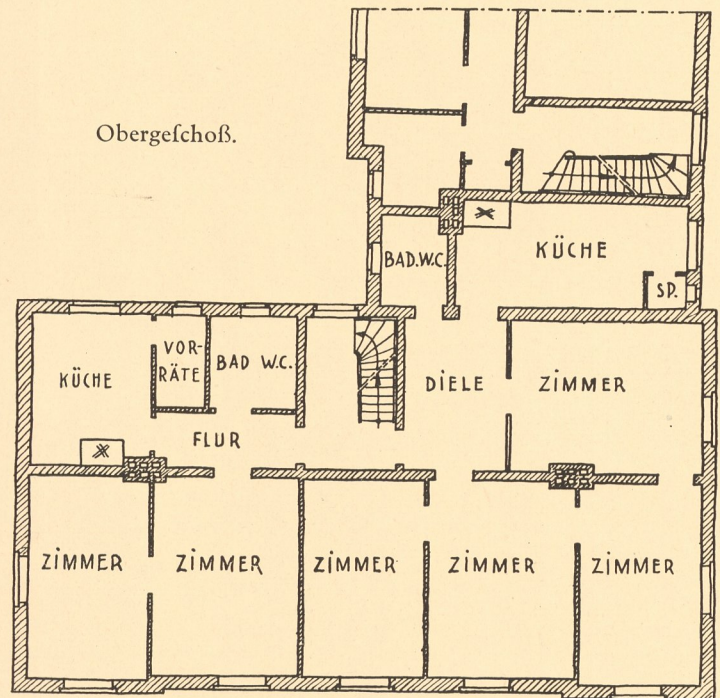 Obergeſchoß.
KÜCHE
BAD.W.C.
SP.
VOR-
RÄTE
BAD W.C.
KÜCHE
DIELE
ZIMMER
FLUR
ZIMMER
ZIMMER
ZIMMER
ZIMMER
ZIMMER